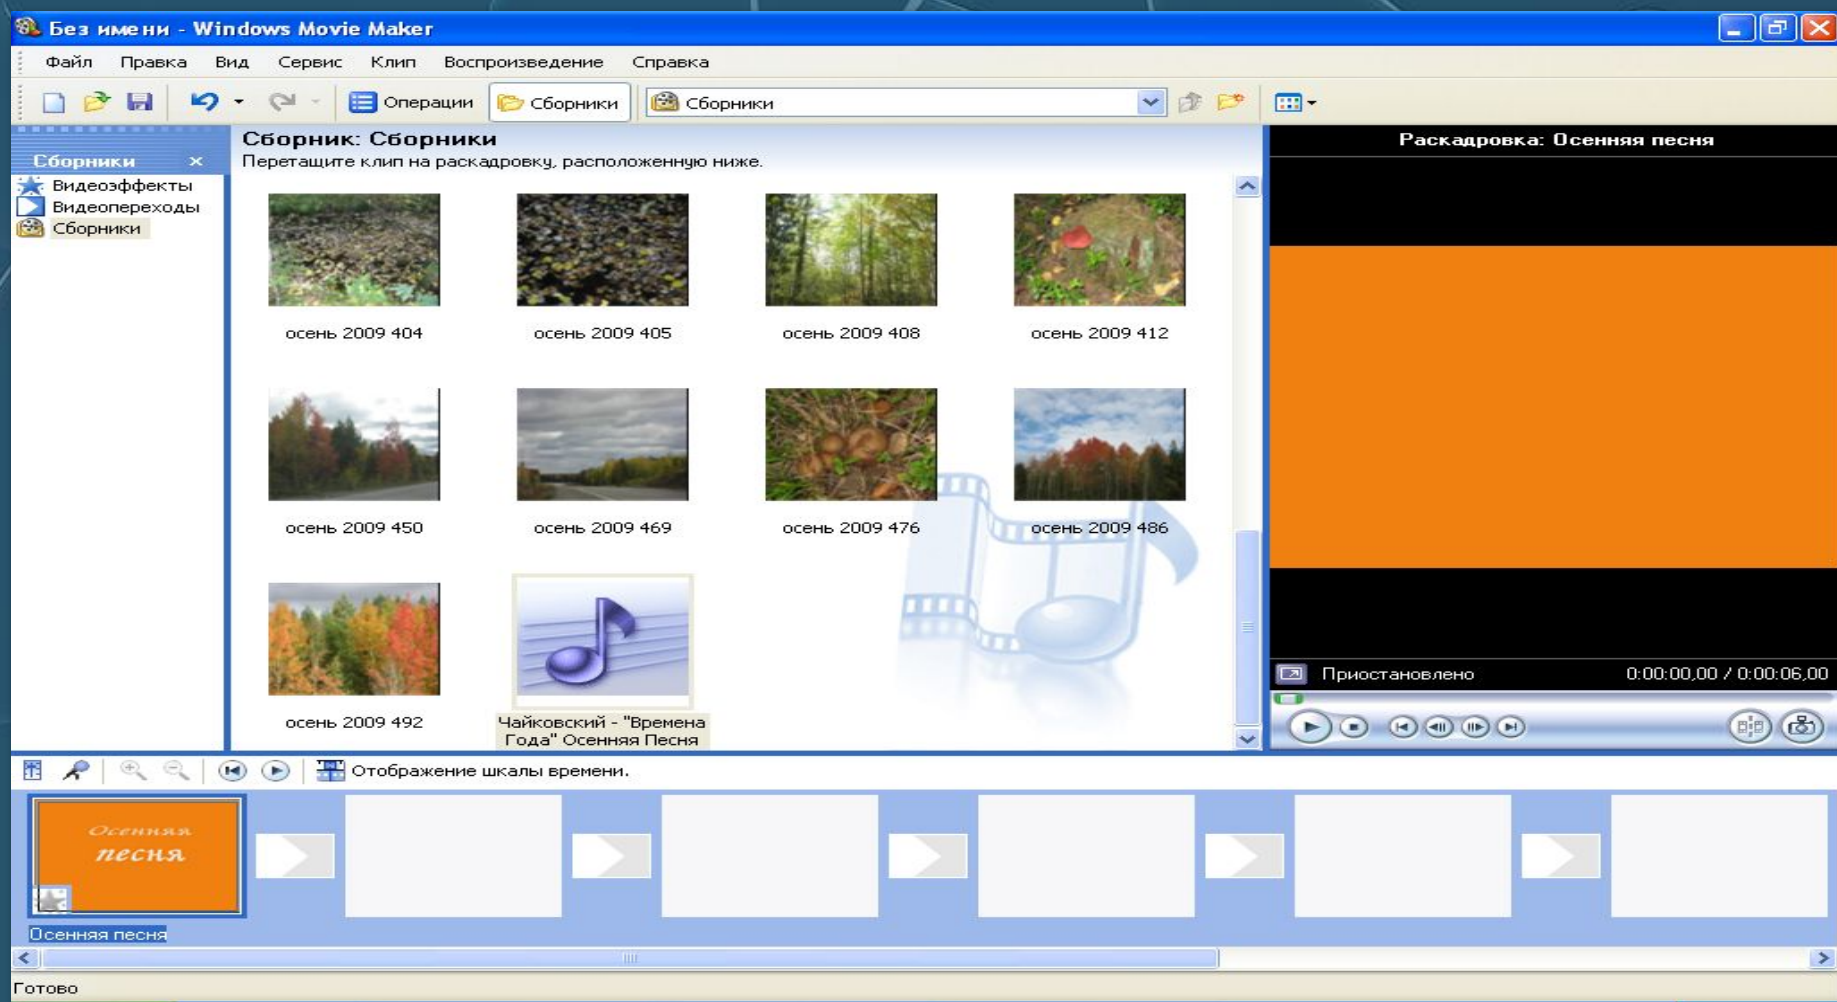 Без имени - Windows Movie Maker
Файл Правка Вид Сервис Клип Воспроизведение Справка
Операции Сборники Сборники
Сборники
Видеоэффекты
Видеопереходы
Сборники
Сборник: Сборники
Перетащите клип на раскадровку, расположенную ниже.
осень 2009 404 осень 2009 405 осень 2009 408 осень 2009 412
осень 2009 450 осень 2009 469 осень 2009 476 осень 2009 486
осень 2009 492
Чайковский - "Времена
Года" Осенняя Песня
Раскадровка: Осенняя песня
Приостановлено 0:00:00,00 / 0:00:06,00
Отображение шкалы времени.
Осенняя
песня
Осенняя песня
Готово